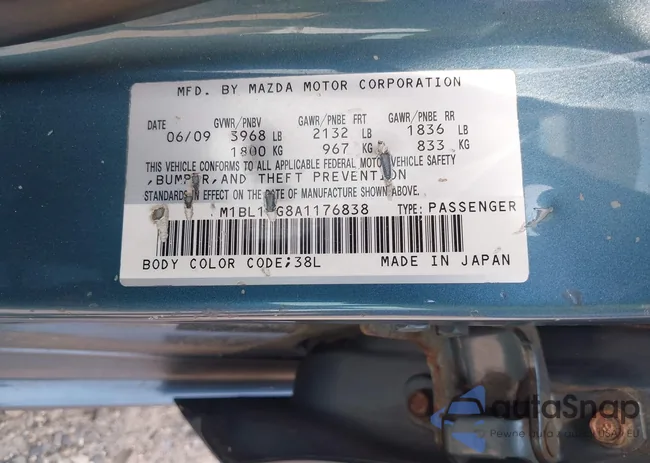 MFD. BY MAZDA MOTOR CORPORATION
DATE GVWR/PNBV GAWR/PNBE FRT GAWR/PNBE RR
06/09 3968 LB 2132 LB 1836 LB
1800 KG 967 KG 833 KG
THIS VEHICLE CONFORMS TO ALL APPLICABLE FEDERAL MOTOR VEHICLE SAFETY
,BUMPER,AND THEFT PREVENTION
STANDARDS IN EFFECT ON THE DATE OF MANUFACTURE SHOWN ABOVE.
TYPE: PASSENGER
BODY COLOR CODE;38L MADE IN JAPAN
autoSnap
Pewne auta z